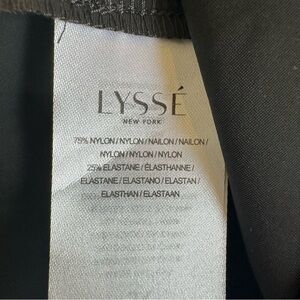 LYSSÉ
NEW YORK
75% NYLON / NYLON / NAILON / NAILON /
NYLON / NYLON / NYLON
25% ELASTANE / ÉLASTHANNE /
ELASTANE / ELASTANO / ELASTAN /
ELASTHAN / ELASTAAN